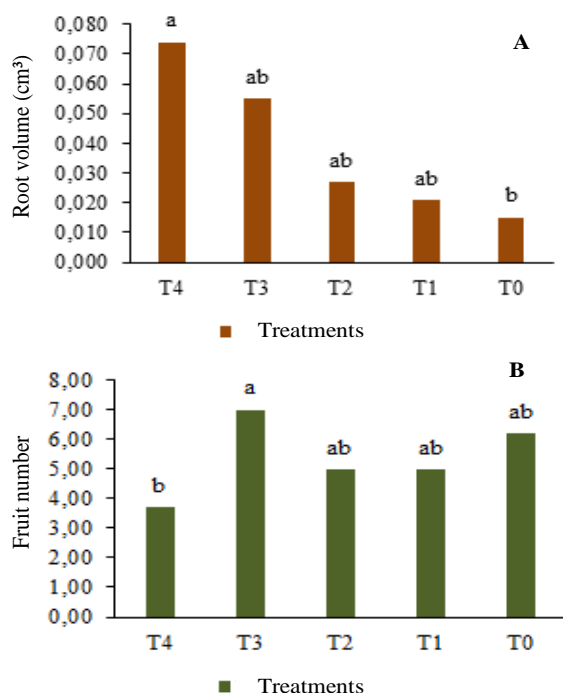 A
Root volume (cm³)
0,080
0,070
0,060
0,050
0,040
0,030
0,020
0,010
0,000
a
ab
ab
ab
b
T4 T3 T2 T1 T0
Treatments
B
Fruit number
8,00
7,00
6,00
5,00
4,00
3,00
2,00
1,00
0,00
b
a
ab
ab
ab
T4 T3 T2 T1 T0
Treatments